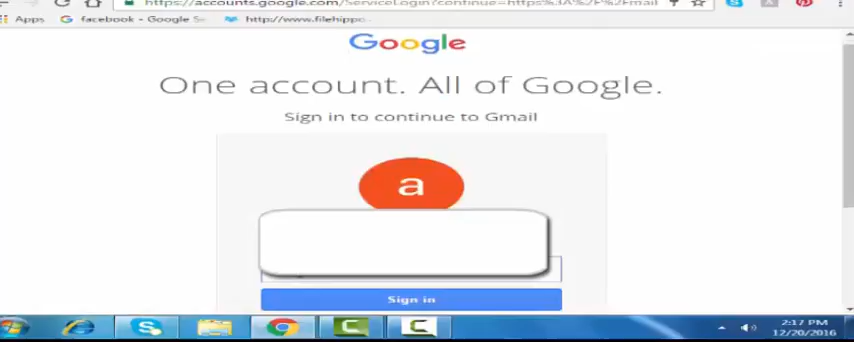 https://accounts.google.com/ServiceLogin?continue=https%3A%2F%2Fmail
Apps facebook - Google Se http://www.filehippo
Google
One account. All of Google.
Sign in to continue to Gmail
a
Sign in
2:17 PM
12/20/2016